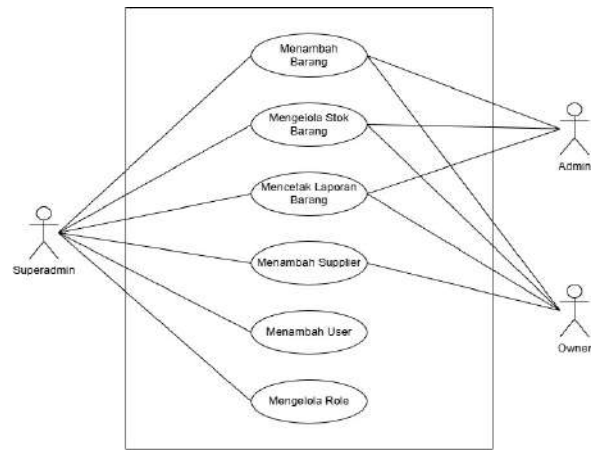 Menambah
Barang
Mengelola Stok
Barang
Admin
Mencetak Laporan
Barang
Superadmin
Menambah Supplier
Menambah User
Owner
Mengelola Role